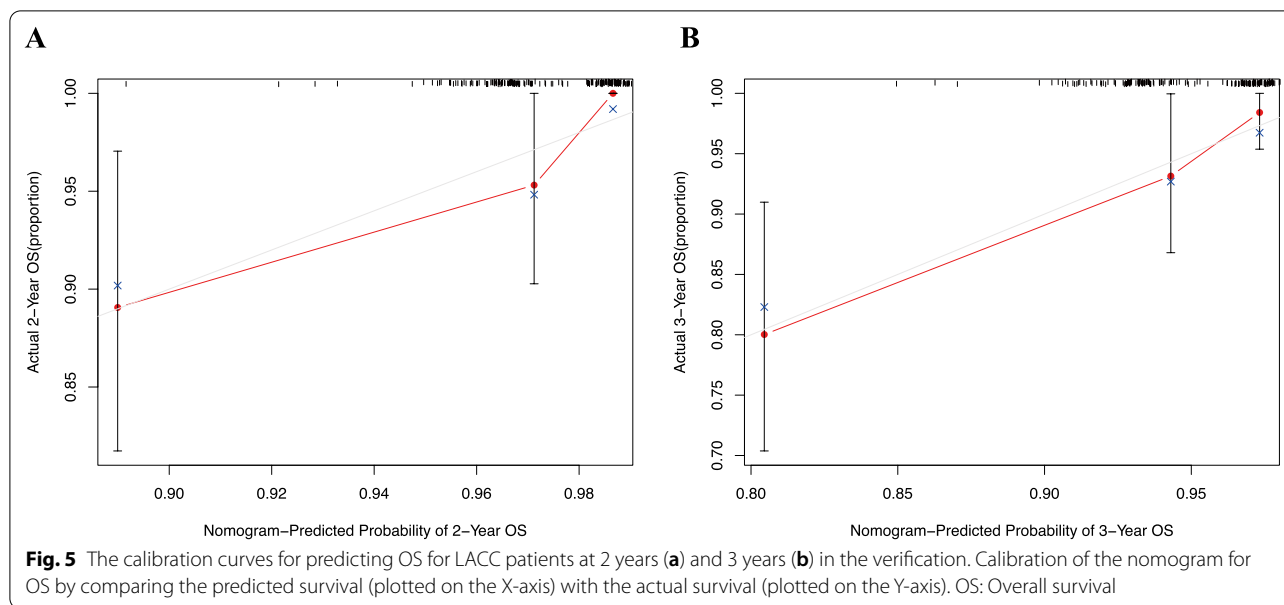 A
B
Actual 2−Year OS(proportion)
0.85 0.90 0.95 1.00
0.90 0.92 0.94 0.96 0.98
Nomogram−Predicted Probability of 2−Year OS
Actual 3−Year OS(proportion)
0.70 0.75 0.80 0.85 0.90 0.95 1.00
0.80 0.85 0.90 0.95
Nomogram−Predicted Probability of 3−Year OS
Fig. 5 The calibration curves for predicting OS for LACC patients at 2 years (a) and 3 years (b) in the verification. Calibration of the nomogram for
OS by comparing the predicted survival (plotted on the X-axis) with the actual survival (plotted on the Y-axis). OS: Overall survival